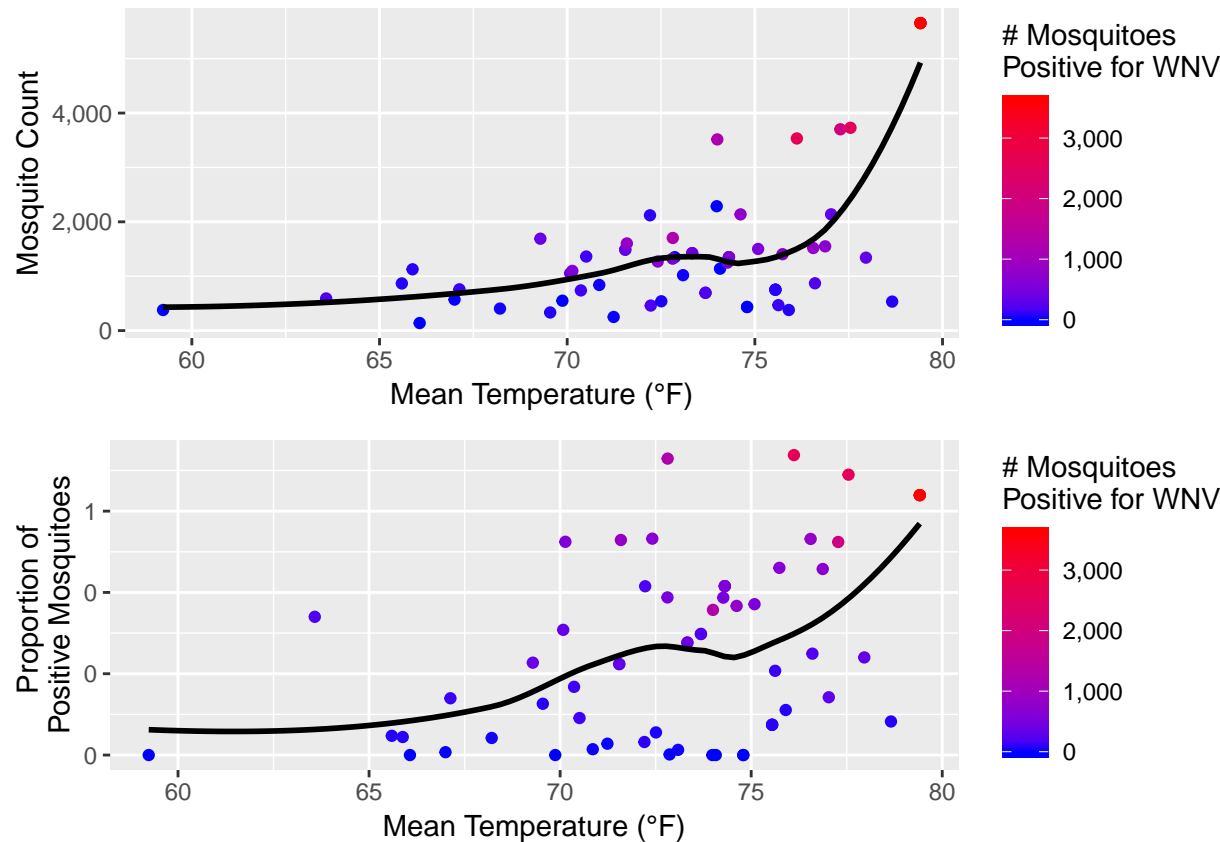 4,000
2,000
0
Mosquito Count
60 65 70 75 80
Mean Temperature (°F)
# Mosquitoes
Positive for WNV
3,000
2,000
1,000
0
1
0
0
0
Proportion of
Positive Mosquitoes
60 65 70 75 80
Mean Temperature (°F)
# Mosquitoes
Positive for WNV
3,000
2,000
1,000
0